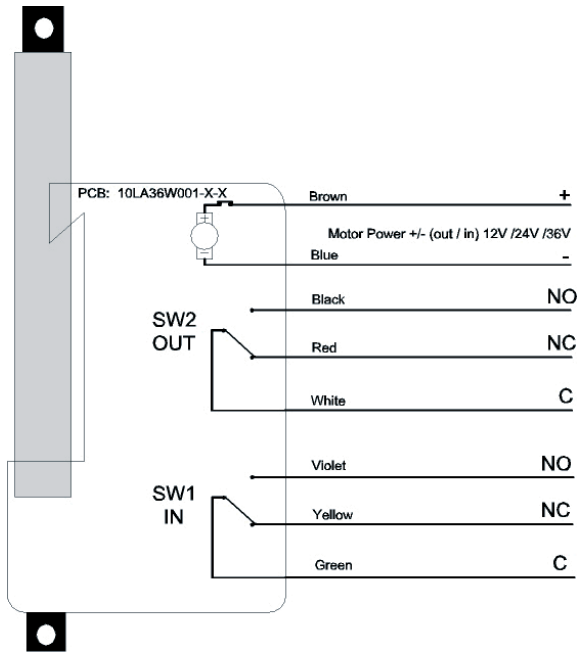 PCB: 10LA36W001-X-X
Brown +
Motor Power +/- (out / in) 12V /24V /36V
Blue -
Black NO
SW2
OUT
Red NC
White C
Violet NO
SW1
IN
Yellow NC
Green C